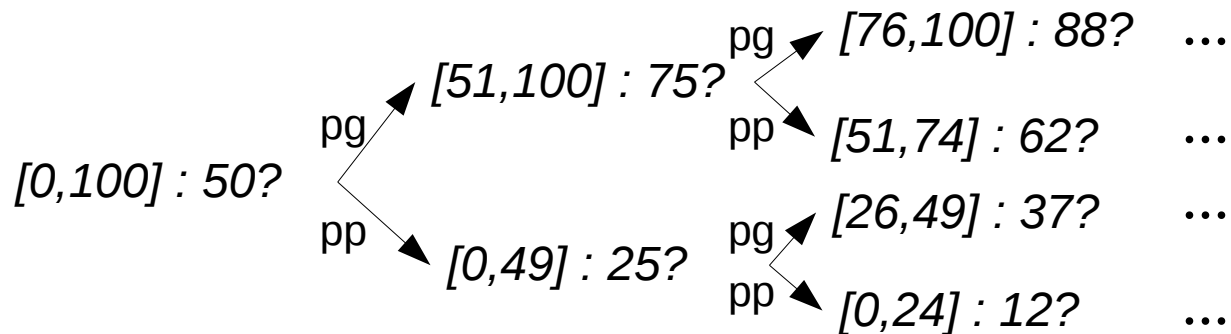 pg
[76,100] : 88?
...
[51,100] : 75?
pg
pp
[51,74] : 62?
...
[0,100] : 50?
pp
pg
[26,49] : 37?
...
[0,49] : 25?
pp
[0,24] : 12?
...